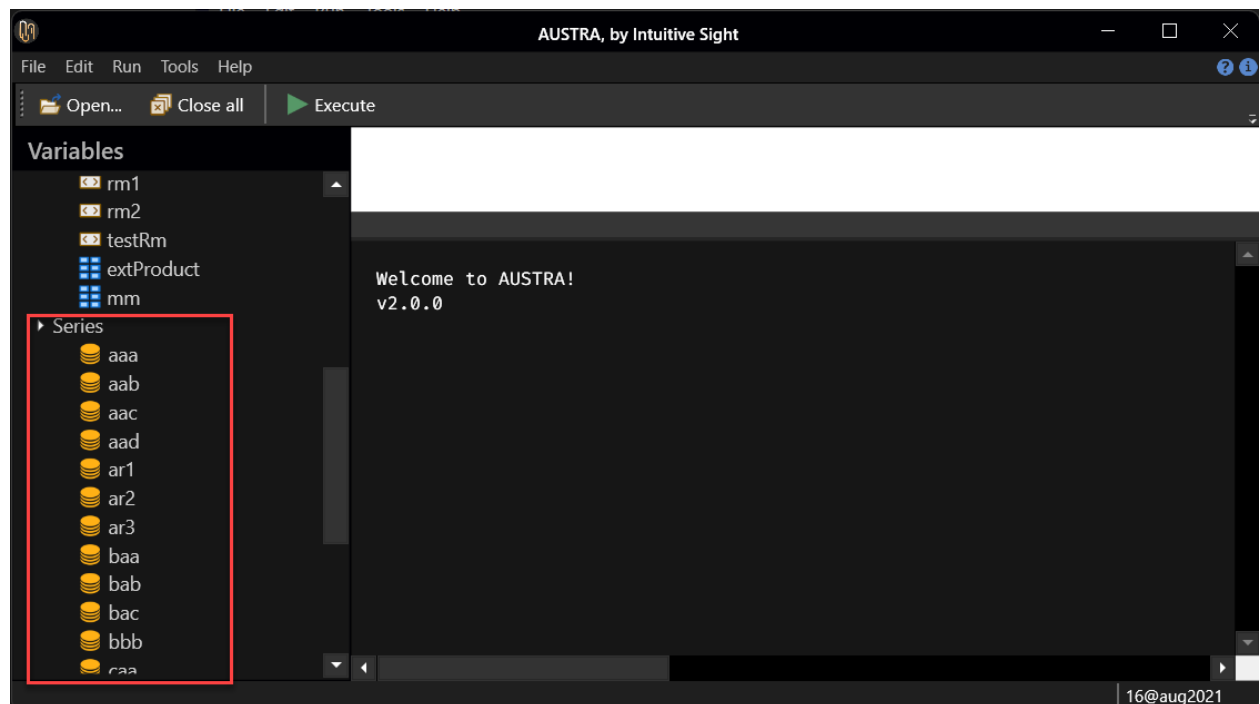 AUSTRA, by Intuitive Sight
File Edit Run Tools Help
Open... Close all Execute
Variables
rm1
rm2
testRm
extProduct
mm
Series
aaa
aab
aac
aad
ar1
ar2
ar3
baa
bab
bac
bbb
caa
Welcome to AUSTRA!
v2.0.0
16@aug2021